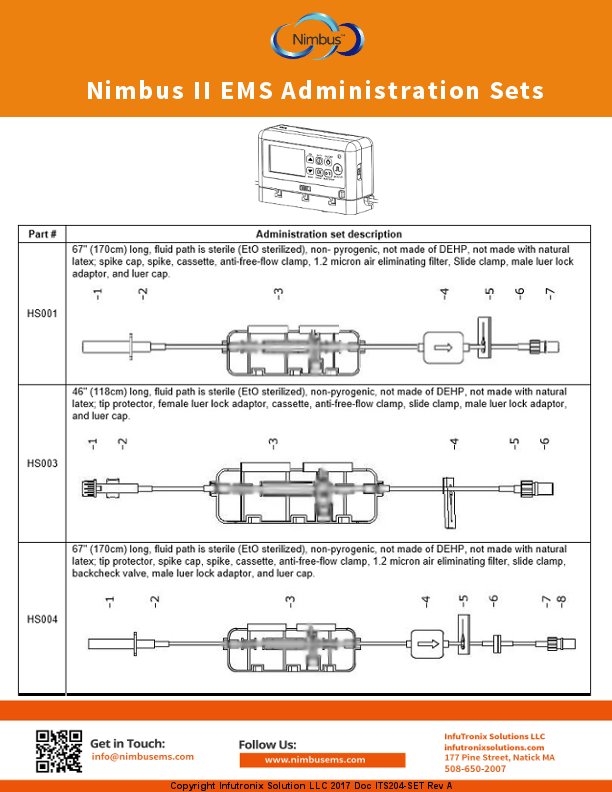 Nimbus™
Nimbus II EMS Administration Sets
Part #
Administration set description
HS001
67" (170cm) long, fluid path is sterile (EtO sterilized), non- pyrogenic, not made of DEHP, not made with natural
latex; spike cap, spike, cassette, anti-free-flow clamp, 1.2 micron air eliminating filter, Slide clamp, male luer lock
adaptor, and luer cap.
–1 –2 –3 –4 –5 –6 –7
HS003
46" (118cm) long, fluid path is sterile (EtO sterilized), non-pyrogenic, not made of DEHP, not made with natural
latex; tip protector, female luer lock adaptor, cassette, anti-free-flow clamp, slide clamp, male luer lock adaptor,
and luer cap.
–1 –2 –3 –4 –5 –6
HS004
67" (170cm) long, fluid path is sterile (EtO sterilized), non-pyrogenic, not made of DEHP, not made with natural
latex; tip protector, spike cap, spike, cassette, anti-free-flow clamp, 1.2 micron air eliminating filter, slide clamp,
backcheck valve, male luer lock adaptor, and luer cap.
–1 –2 –3 –4 –5 –6 –7 –8
Get in Touch:
info@nimbusems.com
Follow Us:
www.nimbusems.com
InfuTronix Solutions LLC
infutronixsolutions.com
177 Pine Street, Natick MA
508-650-2007
Copyright Infutronix Solution LLC 2017 Doc ITS204-SET Rev A